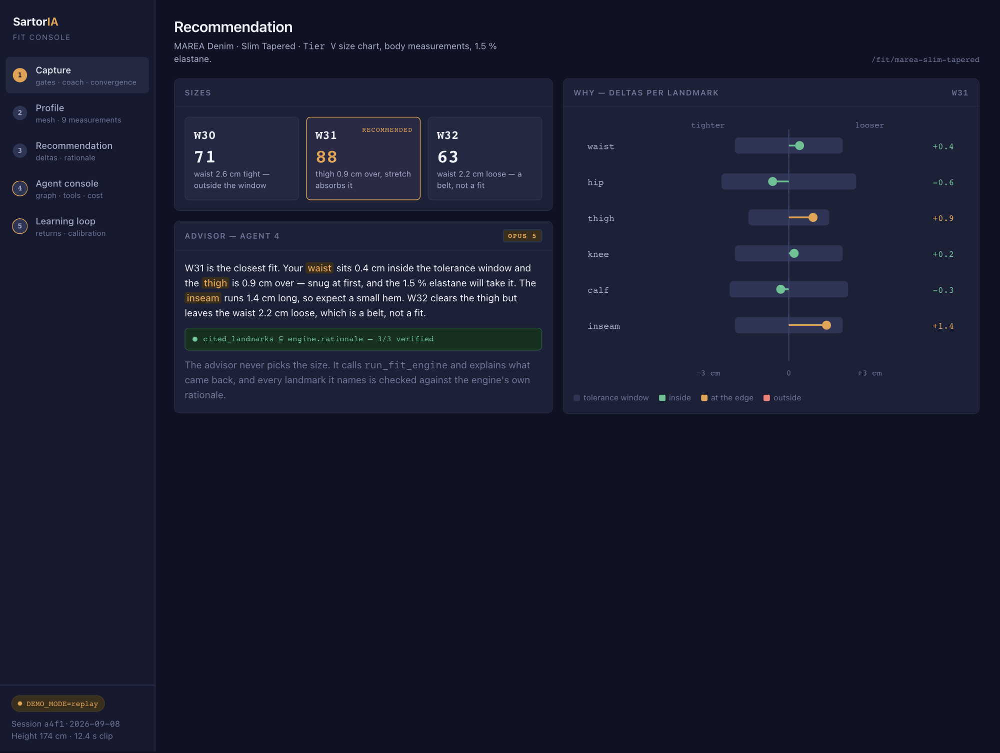 SartorIA
FIT CONSOLE
1
Capture
gates · coach · convergence
2
Profile
mesh · 9 measurements
3
Recommendation
deltas · rationale
4
Agent console
graph · tools · cost
5
Learning loop
returns · calibration
DEMO_MODE=replay
Session a4f1·2026-09-08
Height 174 cm · 12.4 s clip
Recommendation
MAREA Denim · Slim Tapered · Tier V size chart, body measurements, 1.5 %
elastane.
/fit/marea-slim-tapered
SIZES
W30
71
waist 2.6 cm tight —
outside the window
RECOMMENDED
W31
88
thigh 0.9 cm over, stretch
absorbs it
W32
63
waist 2.2 cm loose — a
belt, not a fit
ADVISOR — AGENT 4
OPUS 5
W31 is the closest fit. Your waist sits 0.4 cm inside the tolerance window and
the thigh is 0.9 cm over — snug at first, and the 1.5 % elastane will take it. The
inseam runs 1.4 cm long, so expect a small hem. W32 clears the thigh but
leaves the waist 2.2 cm loose, which is a belt, not a fit.
cited_landmarks ⊆ engine.rationale — 3/3 verified
The advisor never picks the size. It calls run_fit_engine and explains what
came back, and every landmark it names is checked against the engine's own
rationale.
WHY — DELTAS PER LANDMARK
W31
tighter
looser
waist
+0.4
hip
−0.6
thigh
+0.9
knee
+0.2
calf
−0.3
inseam
+1.4
−3 cm
0
+3 cm
tolerance window
inside
at the edge
outside